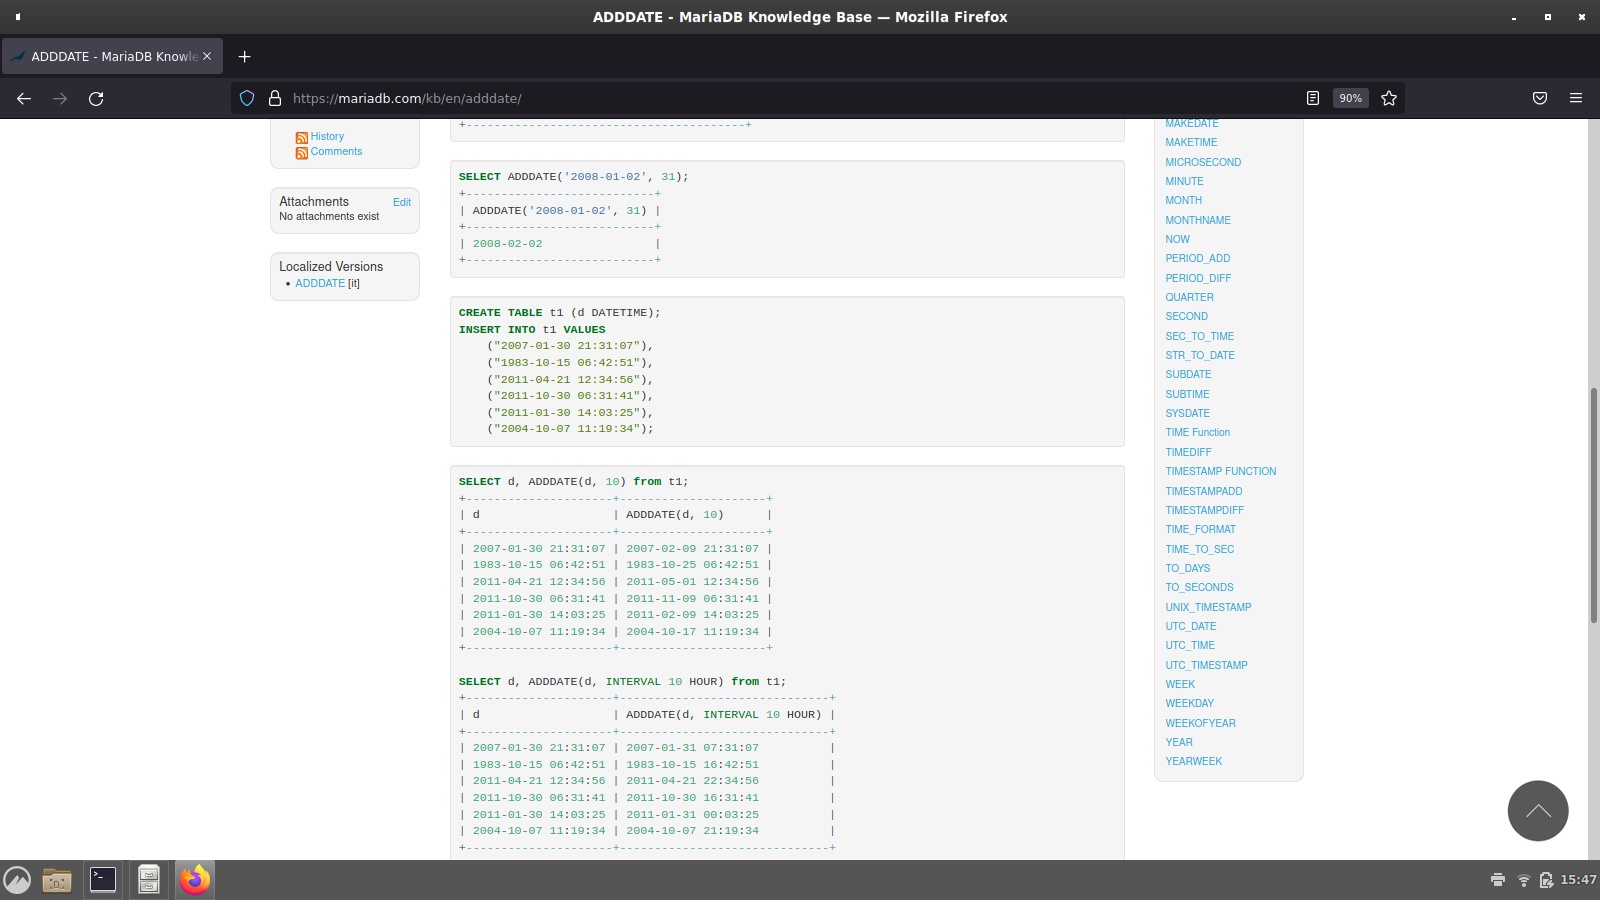 ADDDATE - MariaDB Knowledge Base — Mozilla Firefox
ADDDATE - MariaDB Knowle
https://mariadb.com/kb/en/adddate/
90%
History
Comments
Attachments Edit
No attachments exist
Localized Versions
• ADDDATE [it]
+----------------------------------------+
SELECT ADDDATE('2008-01-02', 31);
+---------------------------+
| ADDDATE('2008-01-02', 31) |
+---------------------------+
| 2008-02-02                |
+---------------------------+
CREATE TABLE t1 (d DATETIME);
INSERT INTO t1 VALUES
    ("2007-01-30 21:31:07"),
    ("1983-10-15 06:42:51"),
    ("2011-04-21 12:34:56"),
    ("2011-10-30 06:31:41"),
    ("2011-01-30 14:03:25"),
    ("2004-10-07 11:19:34");
SELECT d, ADDDATE(d, 10) from t1;
+---------------------+---------------------+
| d                   | ADDDATE(d, 10)      |
+---------------------+---------------------+
| 2007-01-30 21:31:07 | 2007-02-09 21:31:07 |
| 1983-10-15 06:42:51 | 1983-10-25 06:42:51 |
| 2011-04-21 12:34:56 | 2011-05-01 12:34:56 |
| 2011-10-30 06:31:41 | 2011-11-09 06:31:41 |
| 2011-01-30 14:03:25 | 2011-02-09 14:03:25 |
| 2004-10-07 11:19:34 | 2004-10-17 11:19:34 |
+---------------------+---------------------+
SELECT d, ADDDATE(d, INTERVAL 10 HOUR) from t1;
+---------------------+------------------------------+
| d                   | ADDDATE(d, INTERVAL 10 HOUR) |
+---------------------+------------------------------+
| 2007-01-30 21:31:07 | 2007-01-31 07:31:07          |
| 1983-10-15 06:42:51 | 1983-10-15 16:42:51          |
| 2011-04-21 12:34:56 | 2011-04-21 22:34:56          |
| 2011-10-30 06:31:41 | 2011-10-30 16:31:41          |
| 2011-01-30 14:03:25 | 2011-01-31 00:03:25          |
| 2004-10-07 11:19:34 | 2004-10-07 21:19:34          |
+---------------------+------------------------------+
MAKEDATE
MAKETIME
MICROSECOND
MINUTE
MONTH
MONTHNAME
NOW
PERIOD_ADD
PERIOD_DIFF
QUARTER
SECOND
SEC_TO_TIME
STR_TO_DATE
SUBDATE
SUBTIME
SYSDATE
TIME Function
TIMEDIFF
TIMESTAMP FUNCTION
TIMESTAMPADD
TIMESTAMPDIFF
TIME_FORMAT
TIME_TO_SEC
TO_DAYS
TO_SECONDS
UNIX_TIMESTAMP
UTC_DATE
UTC_TIME
UTC_TIMESTAMP
WEEK
WEEKDAY
WEEKOFYEAR
YEAR
YEARWEEK
15:47